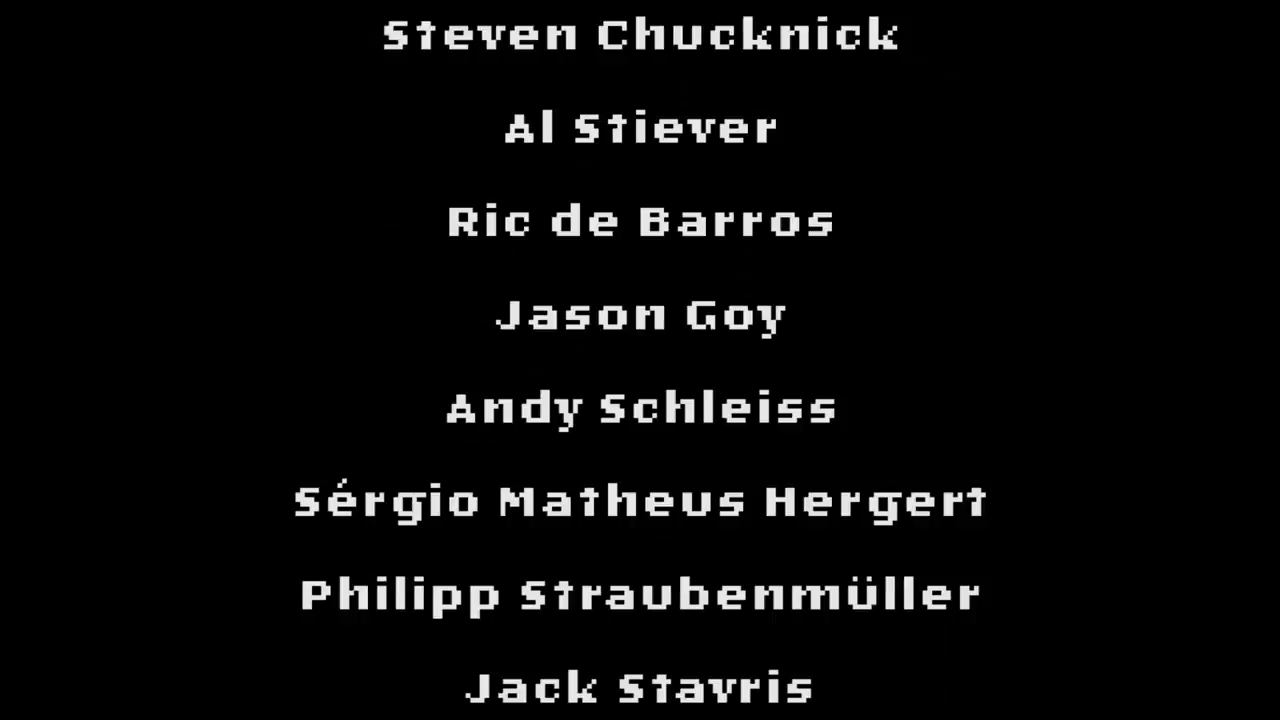 Steven Chucknick
Al Stiever
Ric de Barros
Jason Goy
Andy Schleiss
Sérgio Matheus Hergert
Philipp Straubenmüller
Jack Stavris